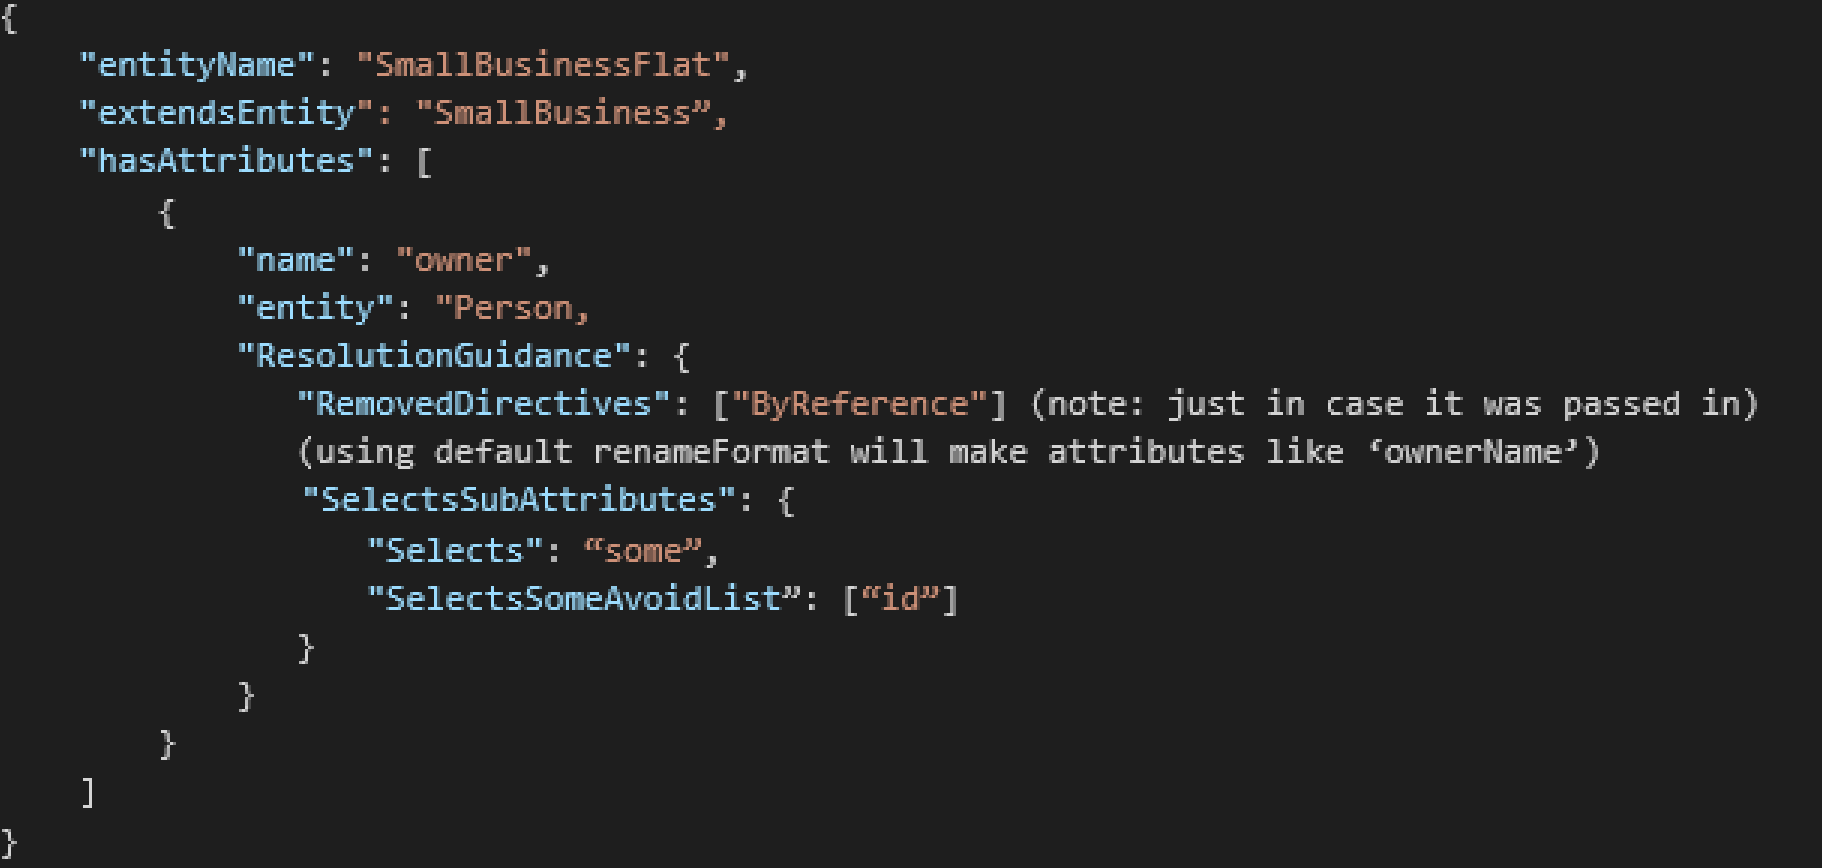 {
    "entityName": "SmallBusinessFlat",
    "extendsEntity": "SmallBusiness”,
    "hasAttributes": [
        {
            "name": "owner",
            "entity": "Person,
            "ResolutionGuidance": {
               "RemovedDirectives": ["ByReference"] (note: just in case it was passed in)
               (using default renameFormat will make attributes like ‘ownerName’)
               "SelectsSubAttributes": {
                  "Selects": “some”,
                  "SelectsSomeAvoidList”: [“id”]
               }
            }
        }
    ]
}